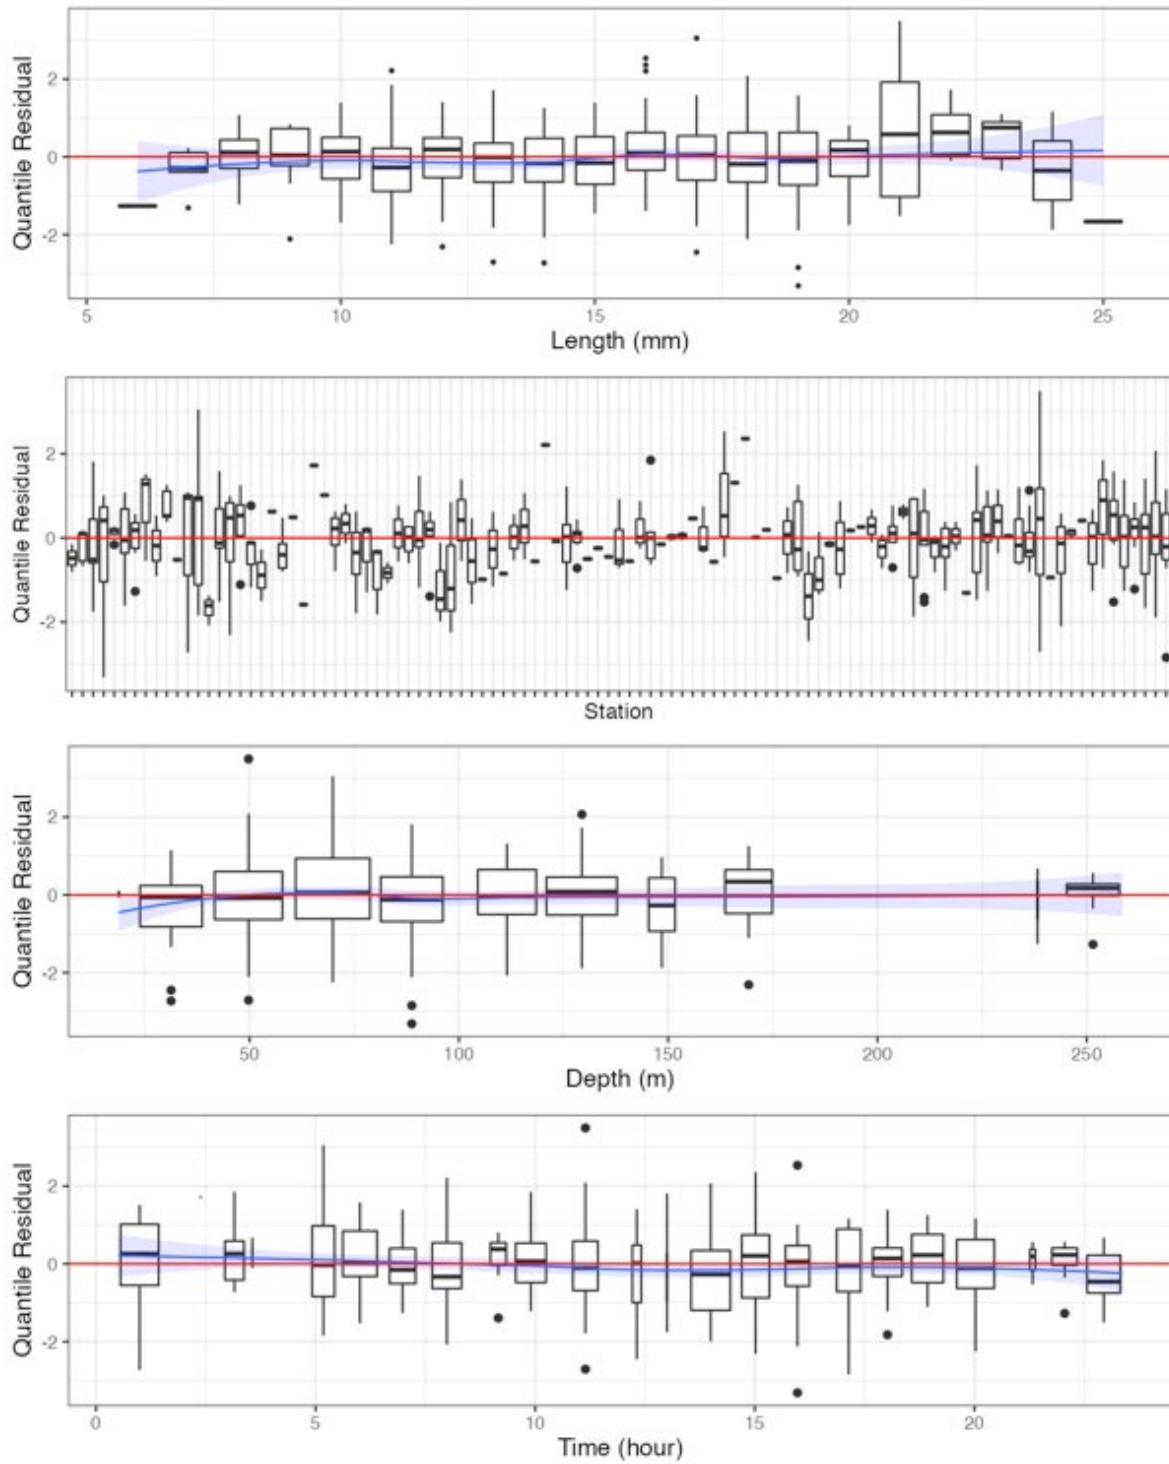 Quantile Residual
2
0
-2
5 10 15 20 25
Length (mm)
Quantile Residual
2
0
-2
Station
Quantile Residual
2
0
-2
50 100 150 200 250
Depth (m)
Quantile Residual
2
0
-2
0 5 10 15 20
Time (hour)